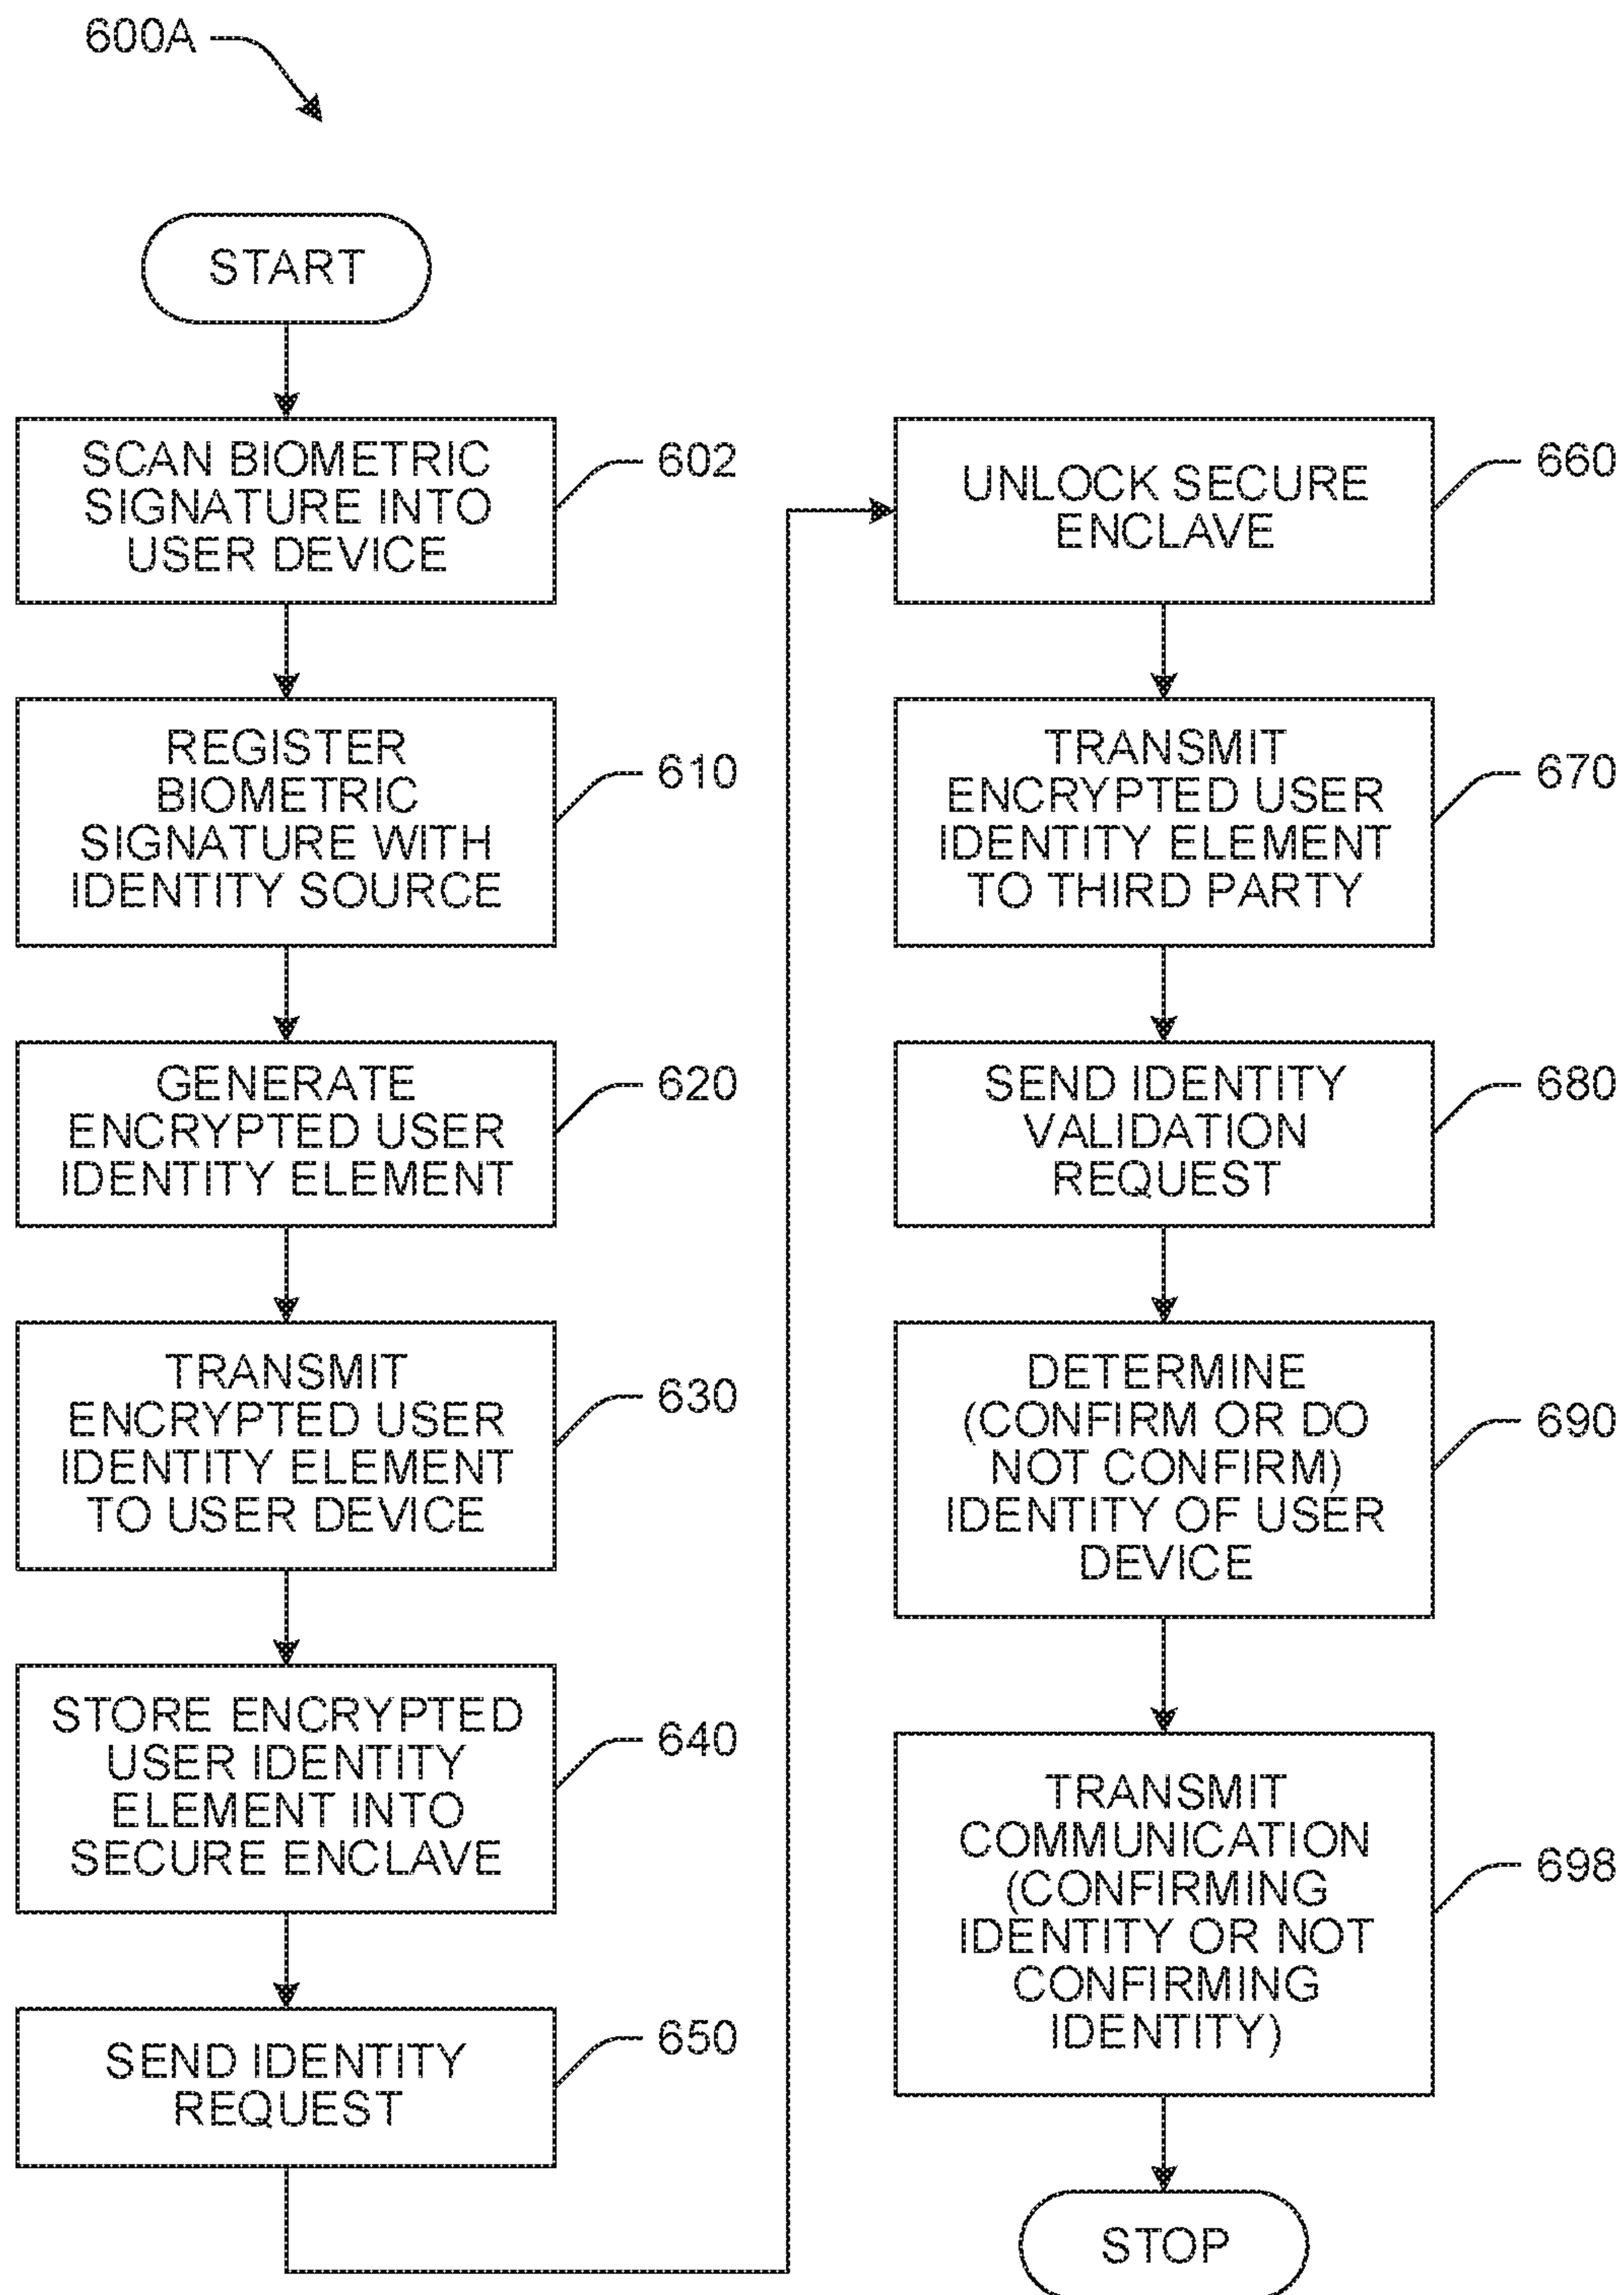 600A
START
SCAN BIOMETRIC
SIGNATURE INTO
USER DEVICE
602
REGISTER
BIOMETRIC
SIGNATURE WITH
IDENTITY SOURCE
610
GENERATE
ENCRYPTED USER
IDENTITY ELEMENT
620
TRANSMIT
ENCRYPTED USER
IDENTITY ELEMENT
TO USER DEVICE
630
STORE ENCRYPTED
USER IDENTITY
ELEMENT INTO
SECURE ENCLAVE
640
SEND IDENTITY
REQUEST
650
UNLOCK SECURE
ENCLAVE
660
TRANSMIT
ENCRYPTED USER
IDENTITY ELEMENT
TO THIRD PARTY
670
SEND IDENTITY
VALIDATION
REQUEST
680
DETERMINE
(CONFIRM OR DO
NOT CONFIRM)
IDENTITY OF USER
DEVICE
690
TRANSMIT
COMMUNICATION
(CONFIRMING
IDENTITY OR NOT
CONFIRMING
IDENTITY)
698
STOP